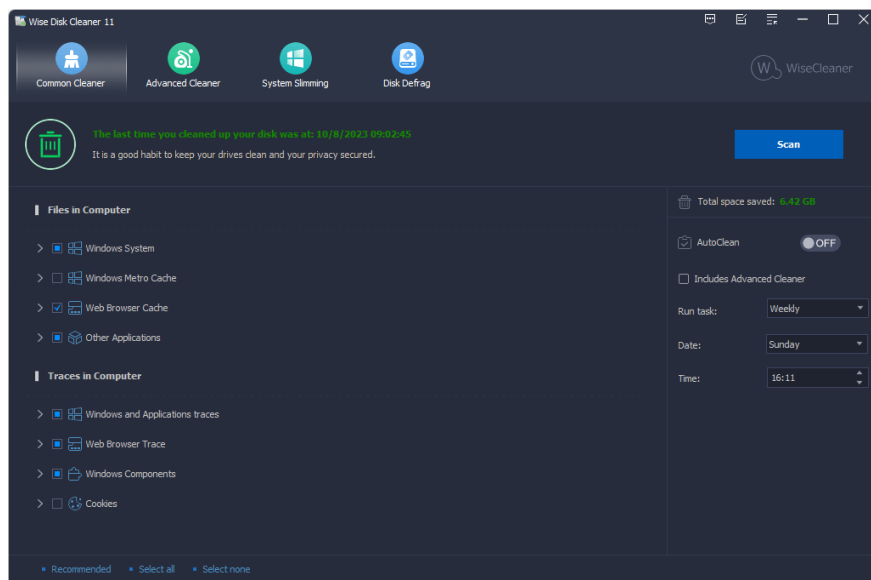 Wise Disk Cleaner 11
Common Cleaner
Advanced Cleaner
System Slimming
Disk Defrag
WiseCleaner
The last time you cleaned up your disk was at: 10/8/2023 09:02:45
It is a good habit to keep your drives clean and your privacy secured.
Scan
Files in Computer
Windows System
Windows Metro Cache
Web Browser Cache
Other Applications
Traces in Computer
Windows and Applications traces
Web Browser Trace
Windows Components
Cookies
Total space saved: 6.42 GB
AutoClean OFF
Includes Advanced Cleaner
Run task: Weekly
Date: Sunday
Time: 16:11
Recommended Select all Select none